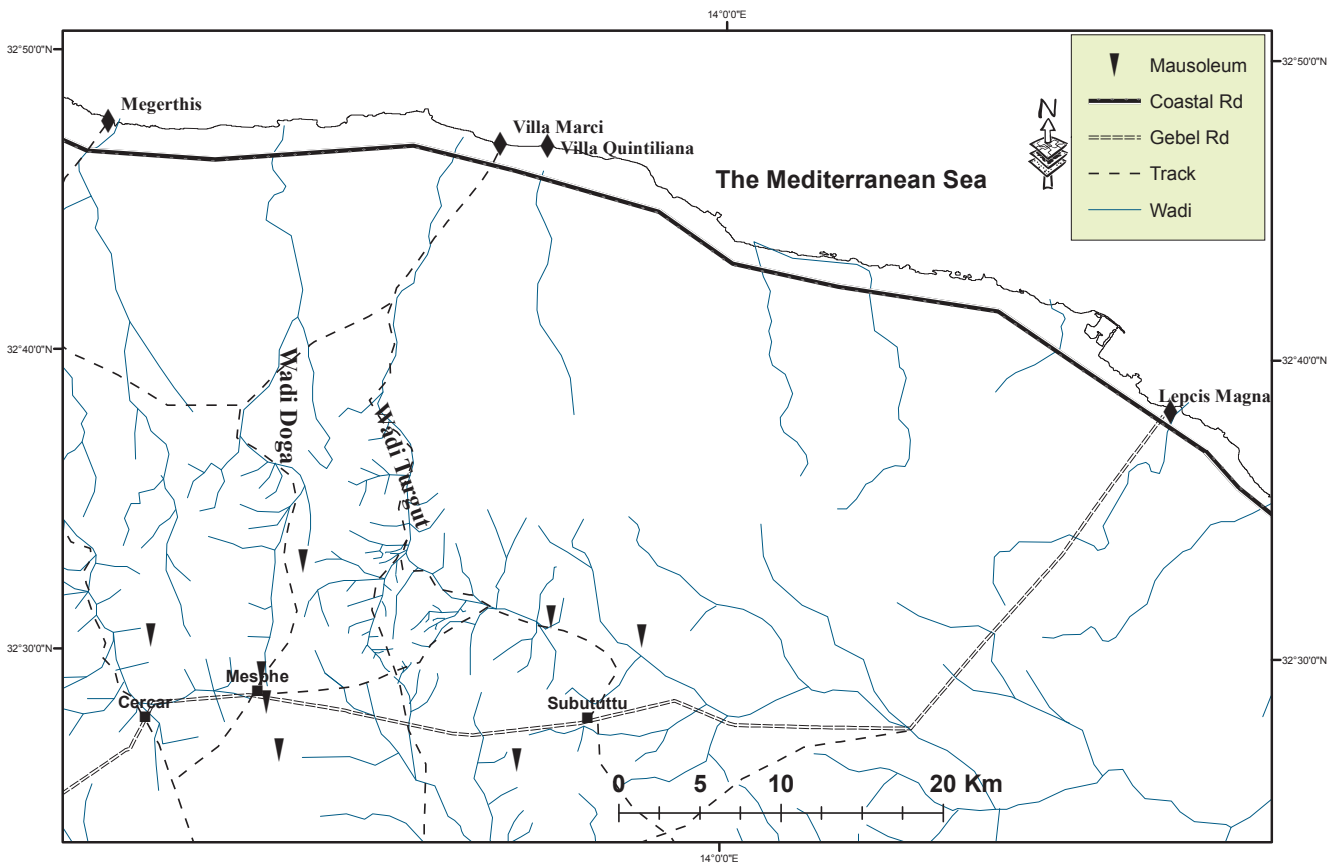 14°0'0"E
32°50'0"N
32°50'0"N
Mausoleum
Coastal Rd
Gebel Rd
Track
Wadi
N
Megerthis
Villa Marci
Villa Quintiliana
The Mediterranean Sea
32°40'0"N
32°40'0"N
Wadi Doga
Wadi Turgut
Lepcis Magna
32°30'0"N
32°30'0"N
Mesphe
Cercar
Subututtu
0 5 10 20 Km
14°0'0"E